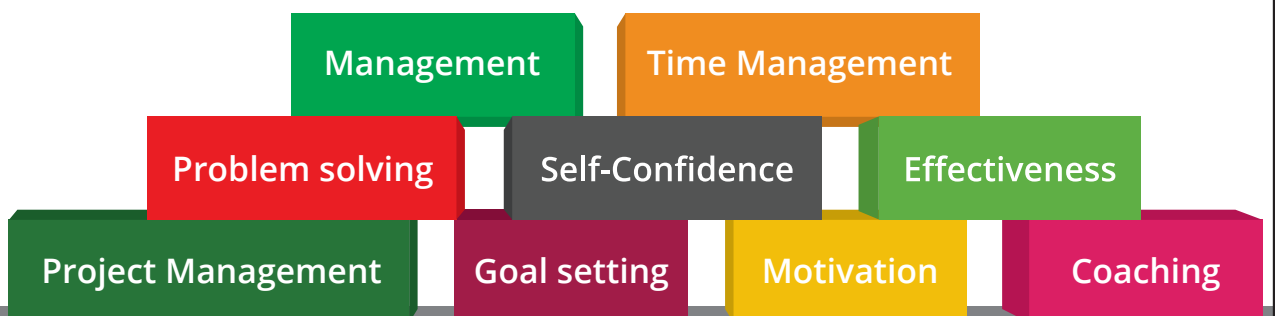 Management
Time Management
Problem solving
Self-Confidence
Effectiveness
Project Management
Goal setting
Motivation
Coaching